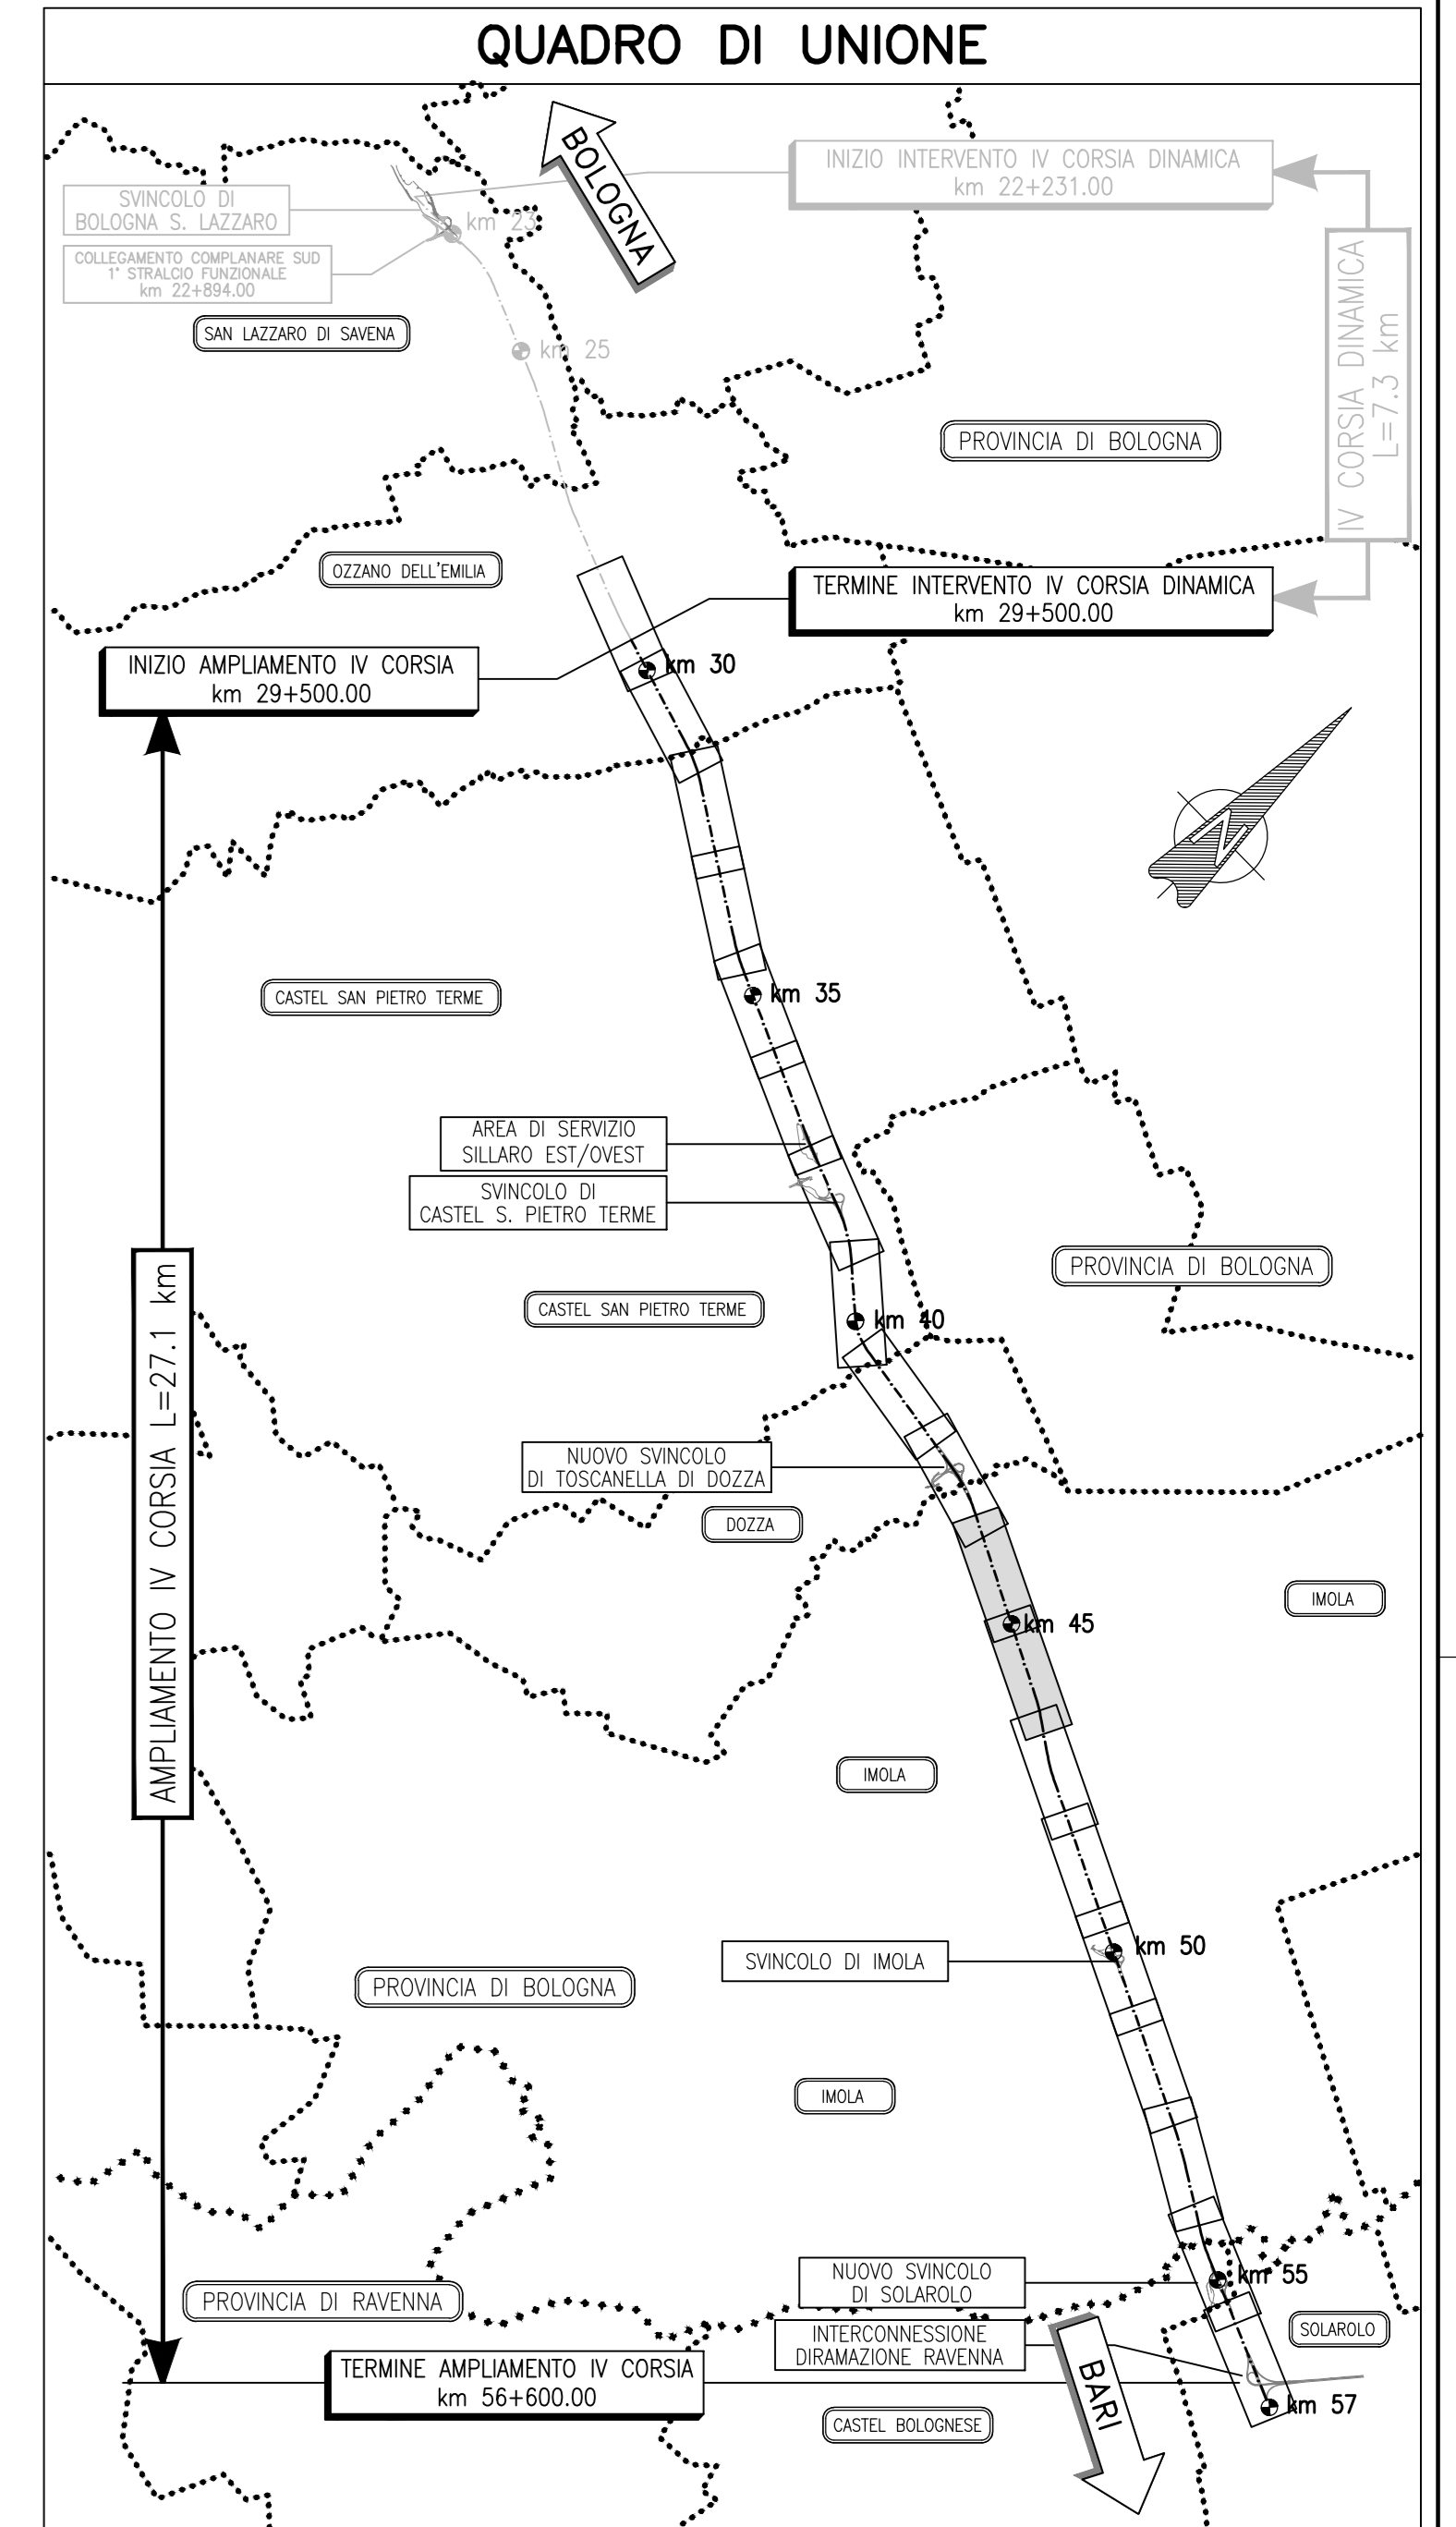 QUADRO DI UNIONE
BOLOGNA
INIZIO INTERVENTO IV CORSIA DINAMICA
km 22+231.00
SVINCOLO DI
BOLOGNA S. LAZZARO
km 23
COLLEGAMENTO COMPLANARE SUD
1° STRALCIO FUNZIONALE
km 22+894.00
IV CORSIA DINAMICA
L=7.3 km
SAN LAZZARO DI SAVENA
km 25
PROVINCIA DI BOLOGNA
OZZANO DELL'EMILIA
TERMINE INTERVENTO IV CORSIA DINAMICA
km 29+500.00
INIZIO AMPLIAMENTO IV CORSIA
km 29+500.00
km 30
N
CASTEL SAN PIETRO TERME
km 35
AREA DI SERVIZIO
SILLARO EST/OVEST
SVINCOLO DI
CASTEL S. PIETRO TERME
PROVINCIA DI BOLOGNA
CASTEL SAN PIETRO TERME
km 40
AMPLIAMENTO IV CORSIA L=27.1 km
NUOVO SVINCOLO
DI TOSCANELLA DI DOZZA
DOZZA
IMOLA
km 45
IMOLA
km 50
SVINCOLO DI IMOLA
PROVINCIA DI BOLOGNA
IMOLA
NUOVO SVINCOLO
DI SOLAROLO
km 55
PROVINCIA DI RAVENNA
SOLAROLO
INTERCONNESSIONE
DIRAMAZIONE RAVENNA
TERMINE AMPLIAMENTO IV CORSIA
km 56+600.00
BARI
km 57
CASTEL BOLOGNESE